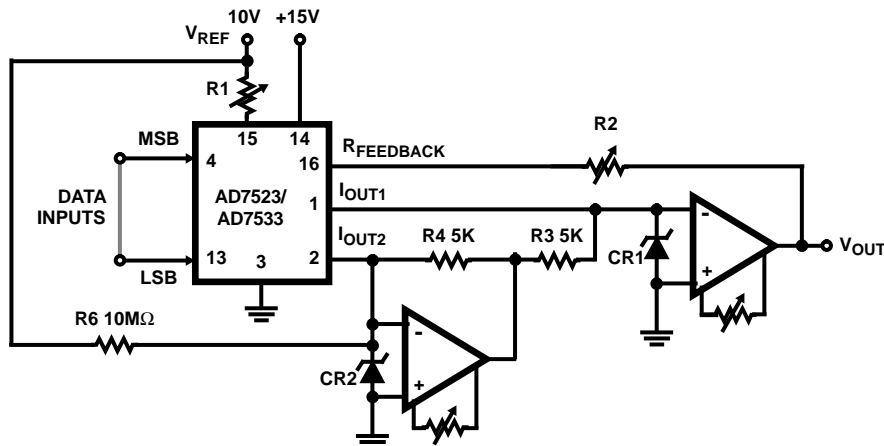 10V
+15V
VREF
R1
15
14
MSB
4
16
RFEEDBACK
R2
DATA
INPUTS
AD7523/
AD7533
1
IOUT1
IOUT2
R4 5K
R3 5K
CR1
-
+
VOUT
LSB
13
3
2
R6 10MΩ
CR2
-
+